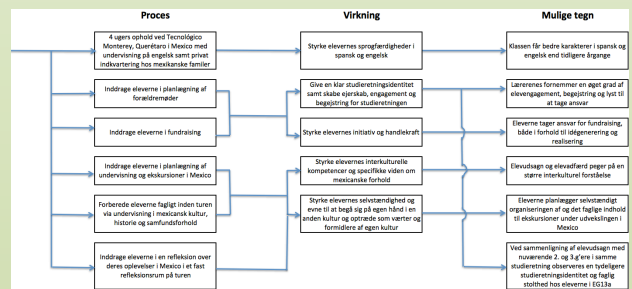 Proces
Virkning
Mulige tegn
4 ugers ophold ved Tecnológico
Monterey, Querétaro i Mexico med
undervisning på engelsk samt privat
indkvartering hos mexikanske familer
Styrke elevernes sprogfærdigheder i
spansk og engelsk
Klassen får bedre karakterer i spansk og
engelsk end tidligere årgange
Inddrage eleverne i planlægning af
forældremøder
Give en klar studieretningsidentitet
samt skabe ejerskab, engagement og
begejstring for studieretningen
Lærerenes fornemmer en øget grad af
elevengagement, begejstring og lyst til
at tage ansvar
Inddrage eleverne i fundraising
Styrke elevernes initiativ og handlekraft
Eleverne tager ansvar for fundraising,
både i forhold til idégenerering og
realisering
Inddrage eleverne i planlægning af
undervisning og ekskursioner i Mexico
Styrke elevernes interkulturelle
kompetencer og specifikke viden om
mexicanske forhold
Elevudsagn og elevadfærd peger på en
større interkulturel forståelse
Forberede eleverne fagligt inden turen
via undervisning i mexicansk kultur,
historie og samfundsforhold
Styrke elevernes selvstændighed og
evne til at begå sig på egen hånd i en
anden kultur og optræde som værter og
formidlere af egen kultur
Eleverne planlægger selvstændigt
organiseringen af og det faglige indhold
til ekskursioner under udvekslingen i
Mexico
Inddrage eleverne i en refleksion over
deres oplevelser i Mexico i et fast
refleksionsrum på turen
Ved sammenligning af elevudsagn med
nuværende 2. og 3.g'ere i samme
studieretning observeres en tydeligere
studieretningsidentitet og faglig
stolthed hos eleverne i EG13a